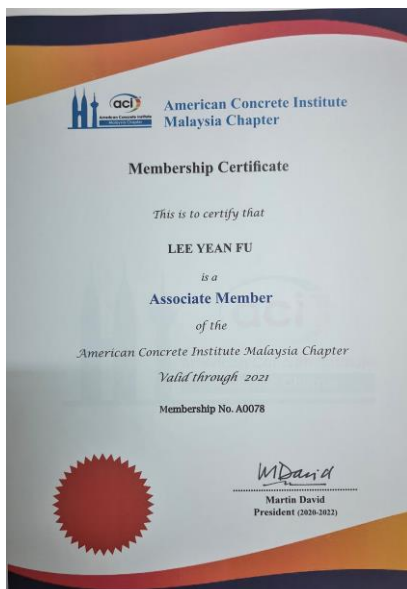 aci
American Concrete Institute
Malaysia Chapter
American Concrete Institute
Malaysia Chapter
Membership Certificate
This is to certify that
LEE YEAN FU
is a
Associate Member
of the
American Concrete Institute Malaysia Chapter
Valid through 2021
Membership No. A0078
MDavid
Martin David
President (2020-2022)